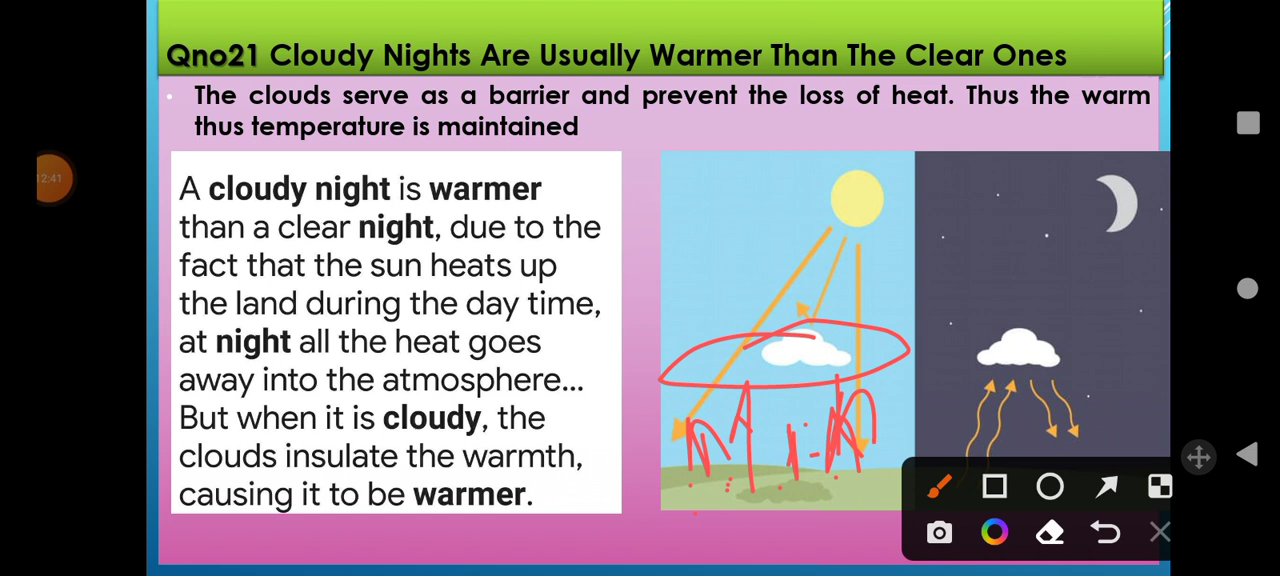 Qno21 Cloudy Nights Are Usually Warmer Than The Clear Ones
• The clouds serve as a barrier and prevent the loss of heat. Thus the warm
thus temperature is maintained
A cloudy night is warmer
than a clear night, due to the
fact that the sun heats up
the land during the day time,
at night all the heat goes
away into the atmosphere...
But when it is cloudy, the
clouds insulate the warmth,
causing it to be warmer.
12:41